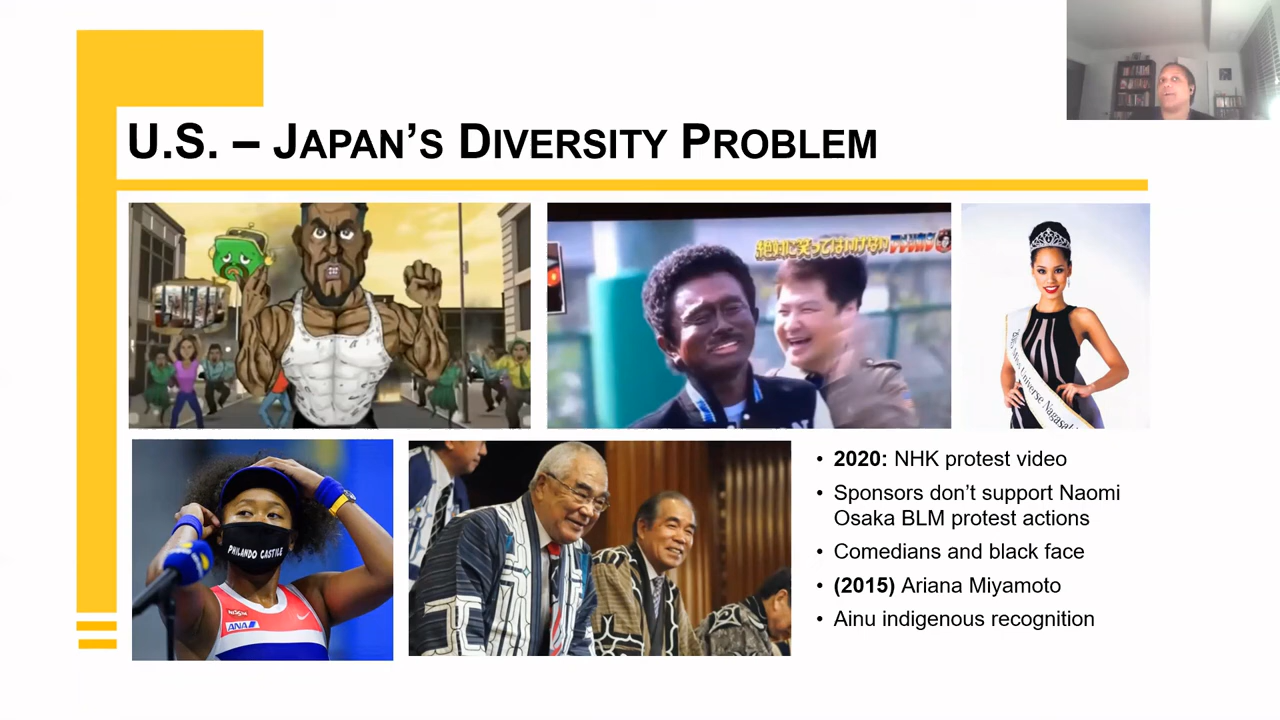 U.S. – JAPAN’S DIVERSITY PROBLEM
絶対に笑ってはいけない
PHILANDO CASTILE
NISSIN
ANA
• 2020: NHK protest video
• Sponsors don’t support Naomi
Osaka BLM protest actions
• Comedians and black face
• (2015) Ariana Miyamoto
• Ainu indigenous recognition